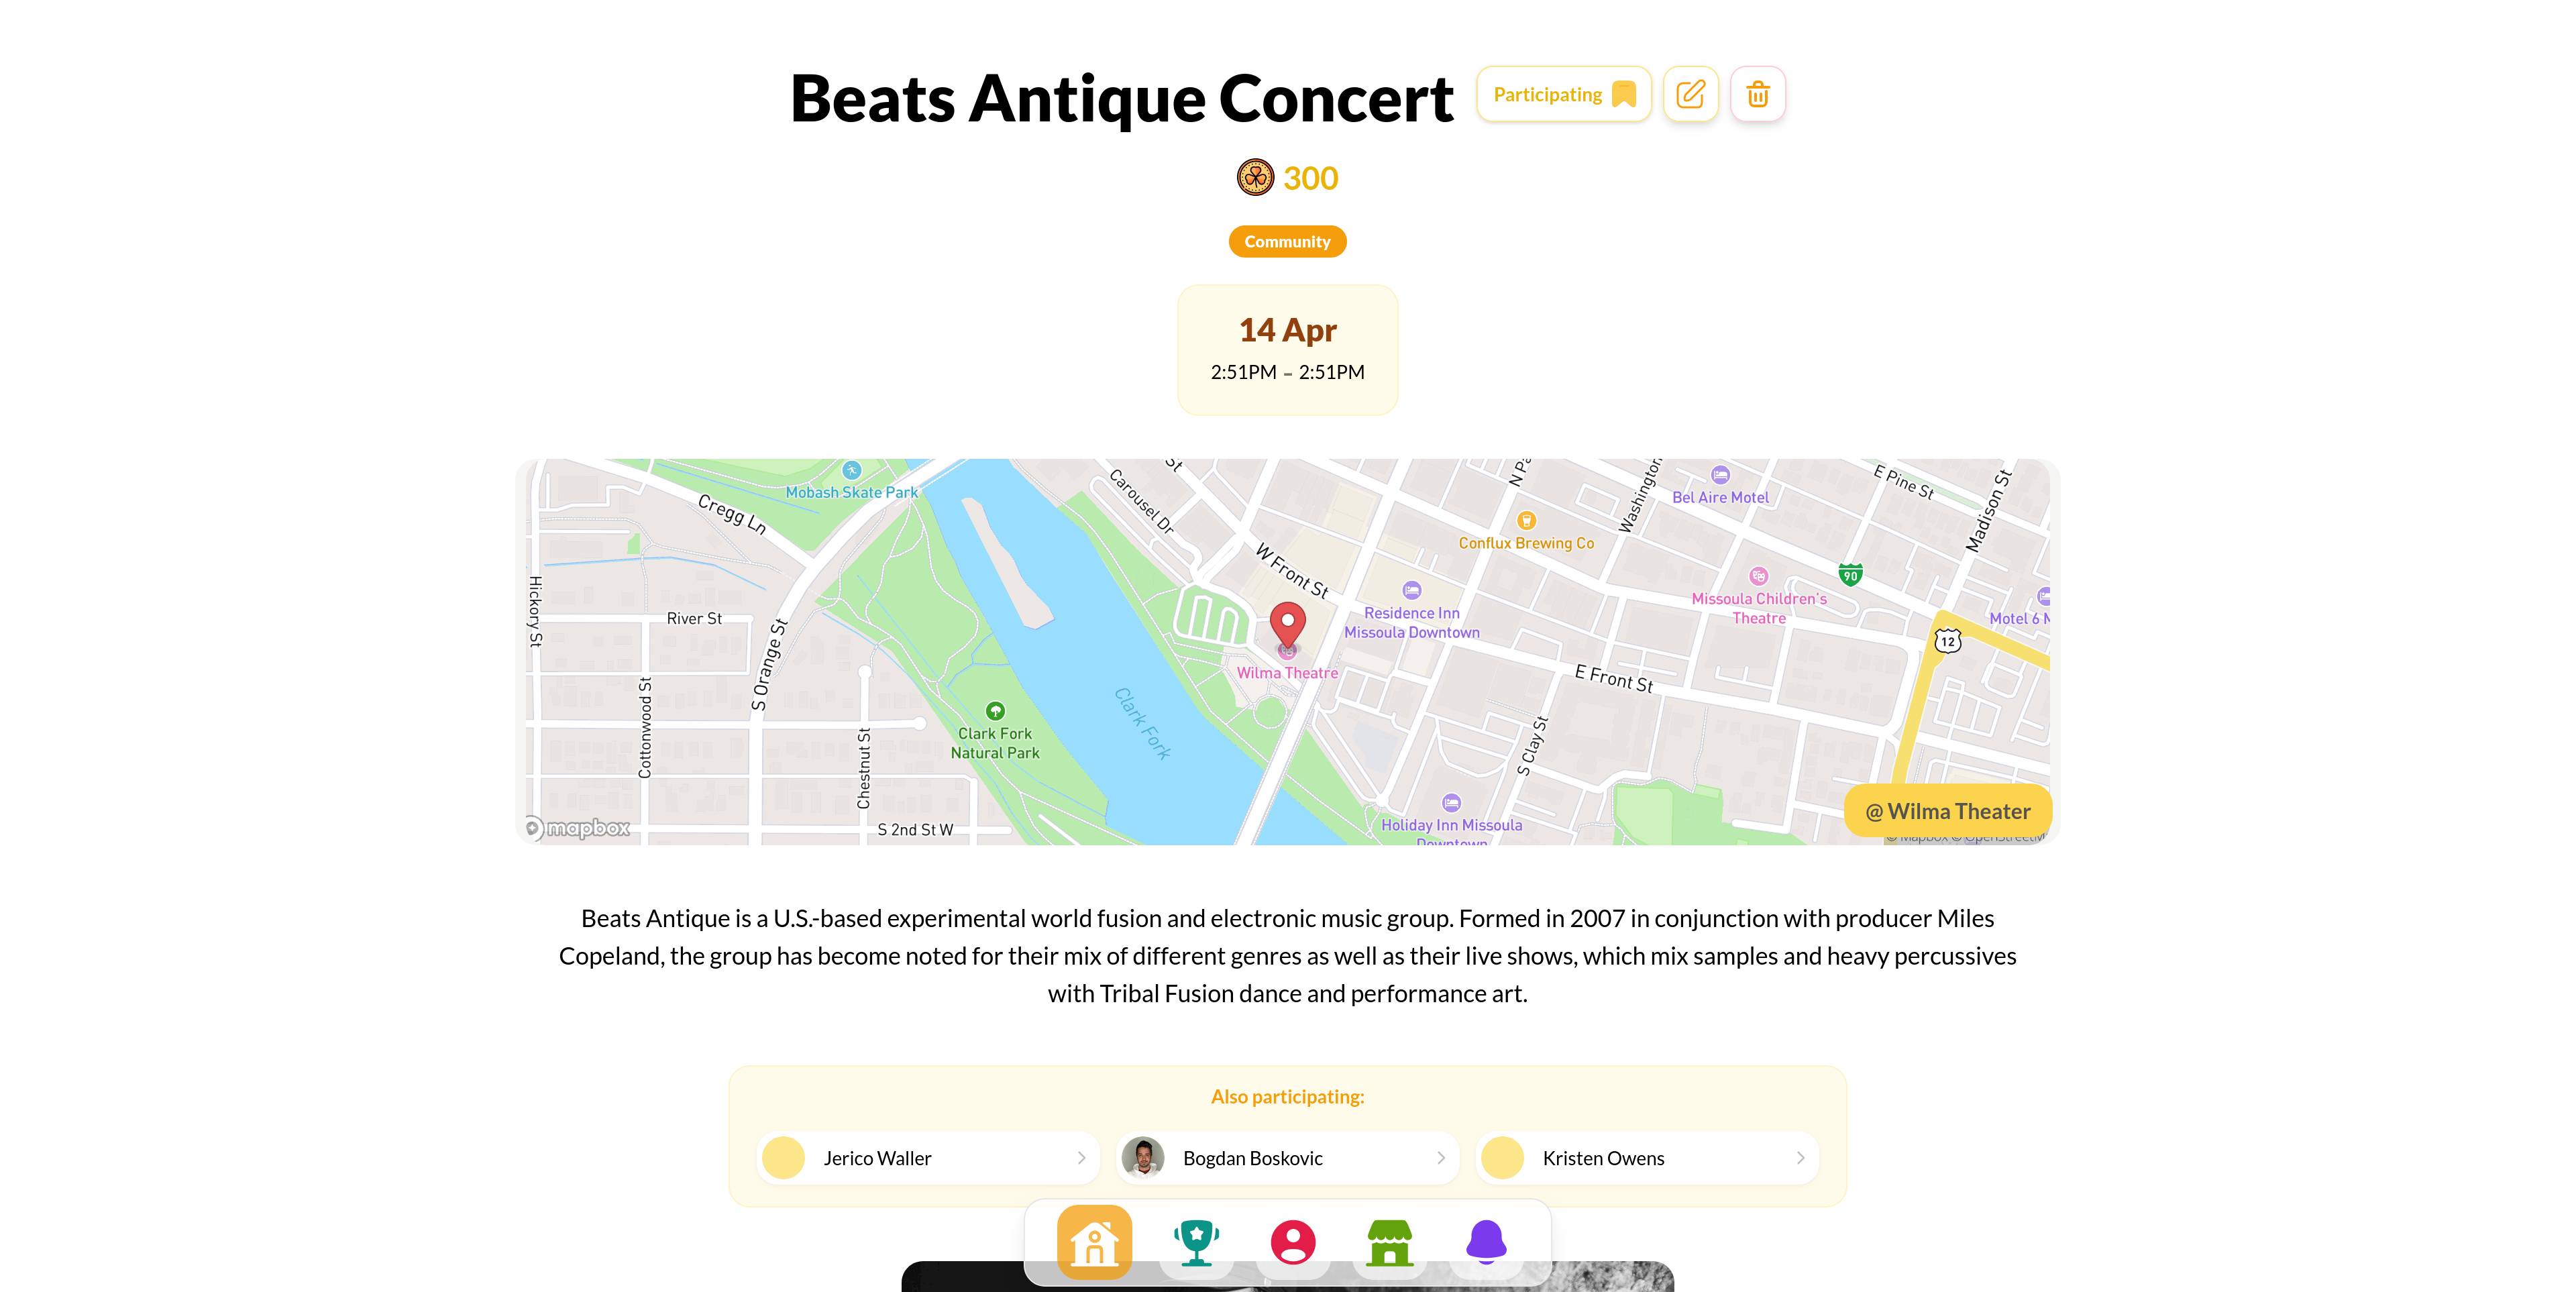 Beats Antique Concert
Participating
300
Community
14 Apr
2:51PM – 2:51PM
Mobash Skate Park
Cregg Ln
Carousel Dr
St
W Front St
N Pa
Washington
Conflux Brewing Co
Bel Aire Motel
E Pine St
Madison St
90
Missoula Children's
Theatre
Motel 6 M
12
Residence Inn
Missoula Downtown
Wilma Theatre
E Front St
S Clay St
Hickory St
River St
S Orange St
Cottonwood St
Chestnut St
Clark Fork
Natural Park
Clark Fork
S 2nd St W
Holiday Inn Missoula
Downtown
mapbox
@ Wilma Theater
© Mapbox © OpenStreetM
Beats Antique is a U.S.-based experimental world fusion and electronic music group. Formed in 2007 in conjunction with producer Miles
Copeland, the group has become noted for their mix of different genres as well as their live shows, which mix samples and heavy percussives
with Tribal Fusion dance and performance art.
Also participating:
Jerico Waller
Bogdan Boskovic
Kristen Owens